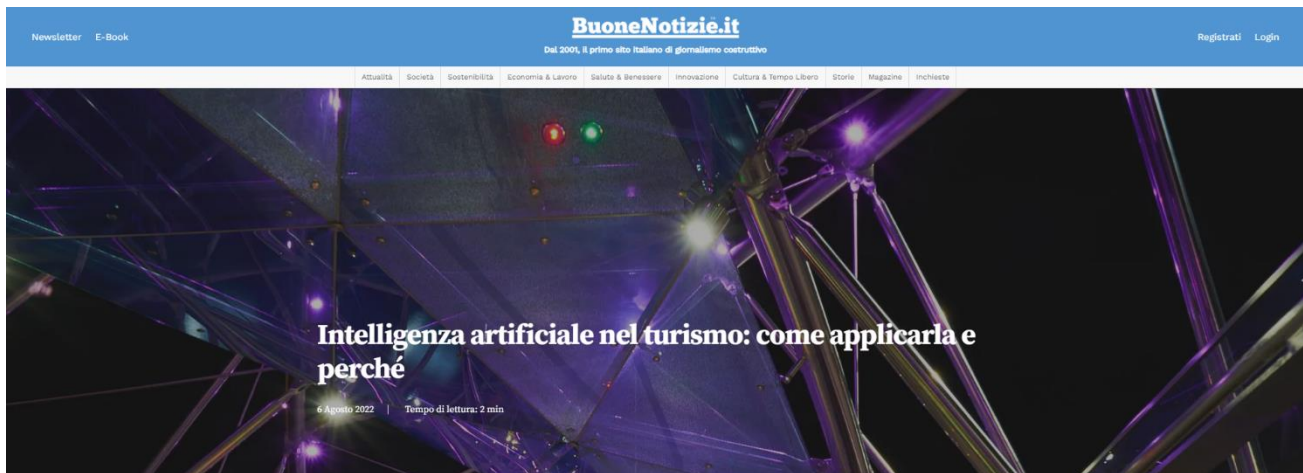 Newsletter E-Book
BuoneNotizie.it
Dal 2001, il primo sito italiano di giornalismo costruttivo
Registrati Login
Attualità Società Sostenibilità Economia & Lavoro Salute & Benessere Innovazione Cultura & Tempo Libero Storie Magazine Inchieste
Intelligenza artificiale nel turismo: come applicarla e
perché
6 Agosto 2022 | Tempo di lettura: 2 min